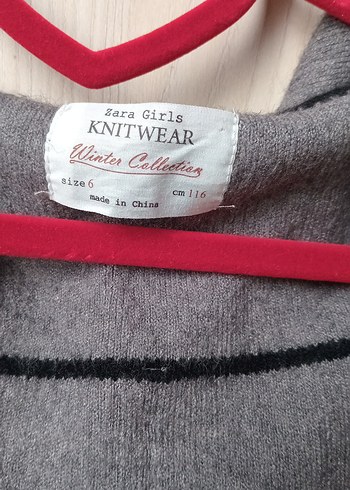 Zara Girls
KNITWEAR
Winter Collection
size 6 cm 116
made in China